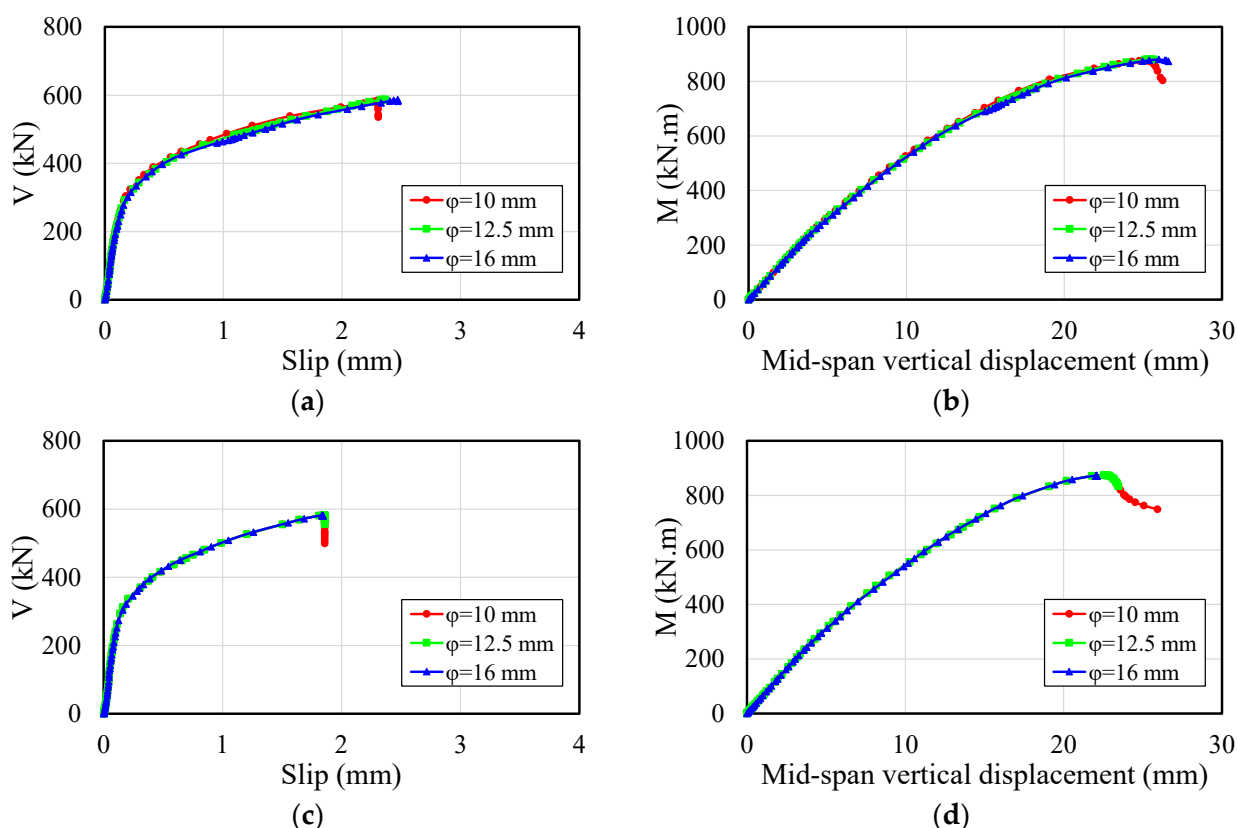 800
600
400
200
0
V (kN)
φ=10 mm
φ=12.5 mm
φ=16 mm
0 1 2 3 4
Slip (mm)
(a)
1000
800
600
400
200
0
M (kN.m)
φ=10 mm
φ=12.5 mm
φ=16 mm
0 10 20 30
Mid-span vertical displacement (mm)
(b)
800
600
400
200
0
V (kN)
φ=10 mm
φ=12.5 mm
φ=16 mm
0 1 2 3 4
Slip (mm)
(c)
1000
800
600
400
200
0
M (kN.m)
φ=10 mm
φ=12.5 mm
φ=16 mm
0 10 20 30
Mid-span vertical displacement (mm)
(d)